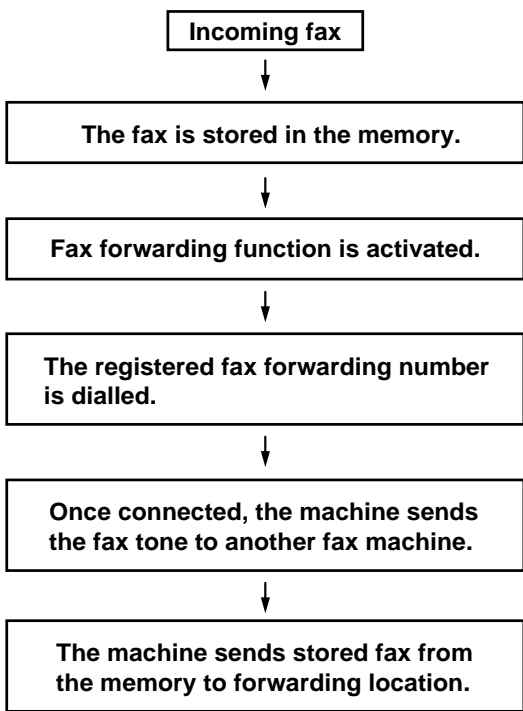 Incoming fax
The fax is stored in the memory.
Fax forwarding function is activated.
The registered fax forwarding number
is dialled.
Once connected, the machine sends
the fax tone to another fax machine.
The machine sends stored fax from
the memory to forwarding location.